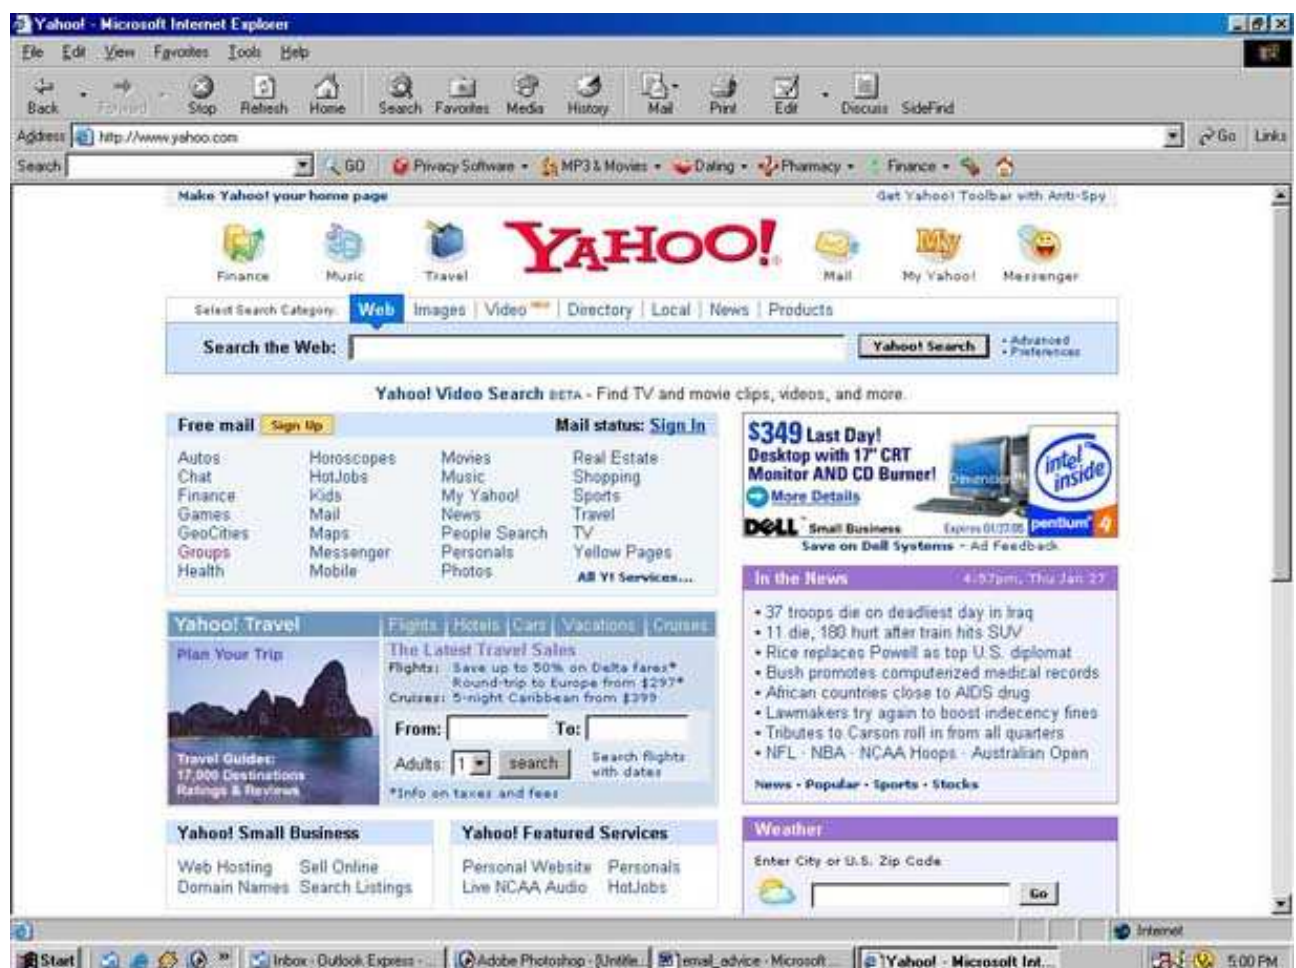 Yahoo! - Microsoft Internet Explorer
File Edit View Favorites Tools Help
Back Forward Stop Refresh Home Search Favorites Media History Mail Print Edit Discuss SideFind
Address http://www.yahoo.com Go Links
Search GO Privacy Software MP3 & Movies Dating Pharmacy Finance
Make Yahoo! your home page Get Yahoo! Toolbar with Anti-Spy
YAHOO!
Finance Music Travel Mail My Yahoo! Messenger
Select Search Category: Web Images | Video | Directory | Local | News | Products
Search the Web: Yahoo! Search • Advanced
• Preferences
Yahoo! Video Search BETA - Find TV and movie clips, videos, and more.
Free mail Sign Up Mail status: Sign In
Autos Horoscopes Movies Real Estate
Chat HotJobs Music Shopping
Finance Kids My Yahoo! Sports
Games Mail News Travel
GeoCities Maps People Search TV
Groups Messenger Personals Yellow Pages
Health Mobile Photos All Y! Services...
$349 Last Day!
Desktop with 17" CRT
Monitor AND CD Burner!
More Details
Dimension
intel inside
pentium 4
DELL Small Business Expires 01/27/05
Save on Dell Systems - Ad Feedback
In the News 4:57pm, Thu Jan 27
• 37 troops die on deadliest day in Iraq
• 11 die, 180 hurt after train hits SUV
• Rice replaces Powell as top U.S. diplomat
• Bush promotes computerized medical records
• African countries close to AIDS drug
• Lawmakers try again to boost indecency fines
• Tributes to Carson roll in from all quarters
• NFL · NBA · NCAA Hoops · Australian Open
News - Popular - Sports - Stocks
Yahoo! Travel Flights | Hotels | Cars | Vacations | Cruises
Plan Your Trip
Travel Guides:
17,000 Destinations
Ratings & Reviews
The Latest Travel Sales
Flights: Save up to 50% on Delta fares*
Round-trip to Europe from $297*
Cruises: 5-night Caribbean from $399
From: To:
Adults: 1 search Search flights
with dates
*Info on taxes and fees
Yahoo! Small Business
Web Hosting Sell Online
Domain Names Search Listings
Yahoo! Featured Services
Personal Website Personals
Live NCAA Audio HotJobs
Weather
Enter City or U.S. Zip Code
Go
Internet
Start Inbox - Outlook Express - ... Adobe Photoshop - [Untitle... email_advice - Microsoft ... Yahoo! - Microsoft Int... 5:00 PM